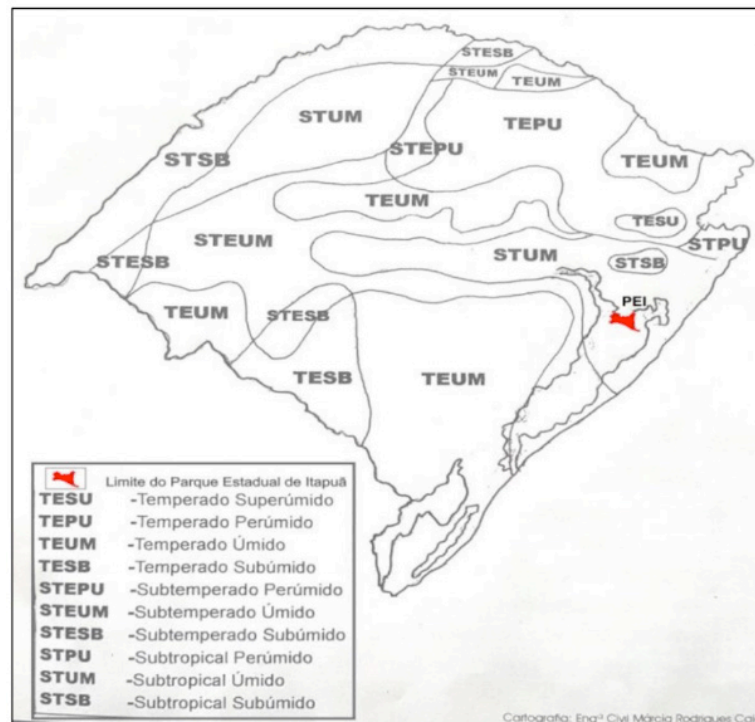 STESB
STEUM
TEUM
STUM
TEPU
STSB
STEPU
TEUM
TEUM
TESU
STEUM
STUM
STPU
STESB
STSB
TEUM
STESB
PEI
TESB
TEUM
Limite do Parque Estadual de Itapuã
TESU -Temperado Superúmido
TEPU -Temperado Perúmido
TEUM -Temperado Úmido
TESB -Temperado Subúmido
STEPU -Subtemperado Perúmido
STEUM -Subtemperado Úmido
STESB -Subtemperado Subúmido
STPU -Subtropical Perúmido
STUM -Subtropical Úmido
STSB -Subtropical Subúmido
Cartografia: Engª Civil Márcia Rodrigues